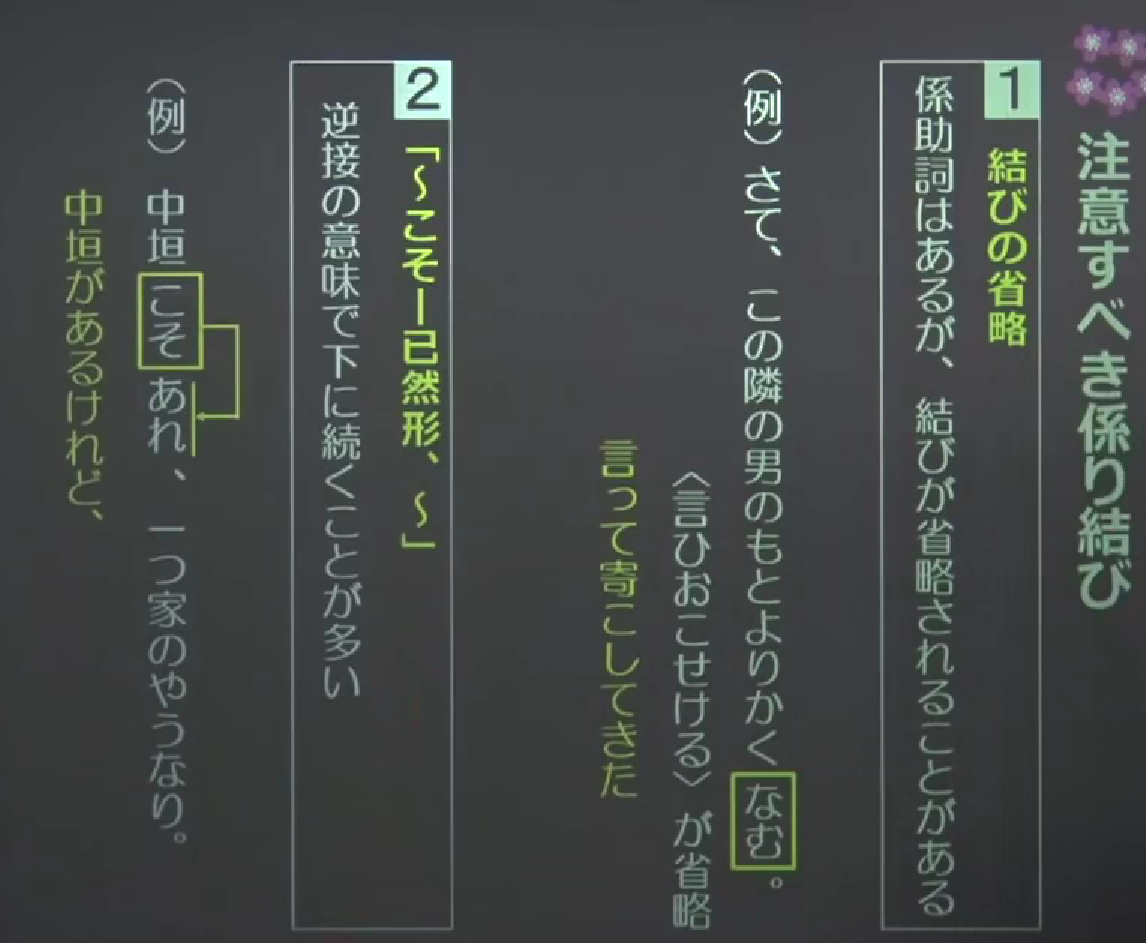 注意すべき係り結び
1 結びの省略
係助詞はあるが、結びが省略されることがある
（例）さて、この隣の男のもとよりかくなむ。
〈言ひおこせける〉が省略
言って寄こしてきた
2 「～こそ―已然形、～」
逆接の意味で下に続くことが多い
（例）中垣こそあれ、一つ家のやうなり。
中垣があるけれど、